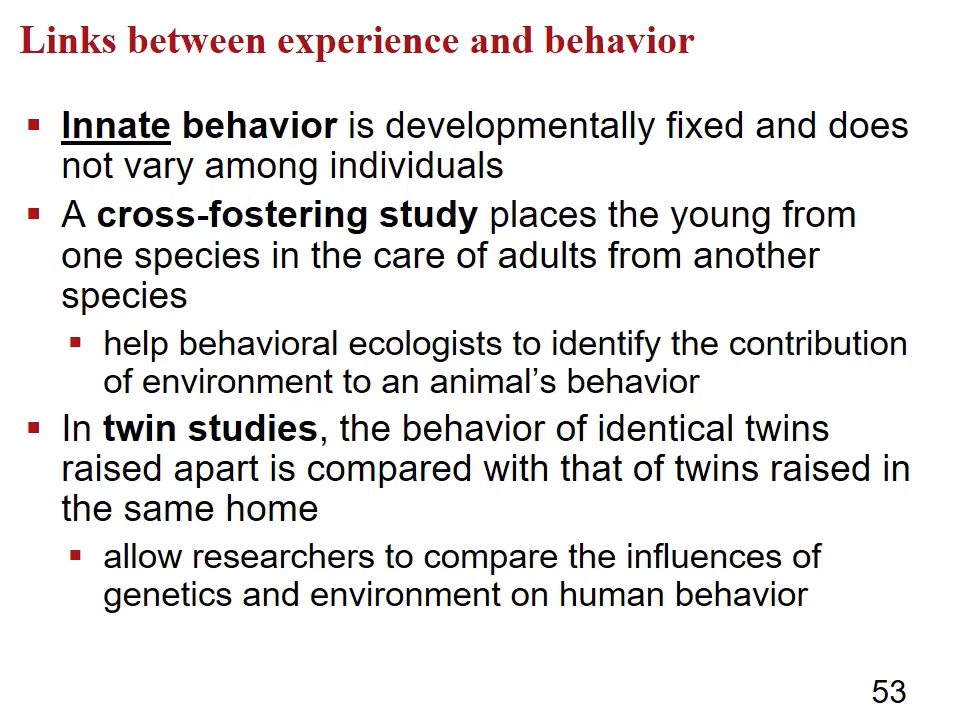 Links between experience and behavior
▪ Innate behavior is developmentally fixed and does
not vary among individuals
▪ A cross-fostering study places the young from
one species in the care of adults from another
species
▪ help behavioral ecologists to identify the contribution
of environment to an animal’s behavior
▪ In twin studies, the behavior of identical twins
raised apart is compared with that of twins raised in
the same home
▪ allow researchers to compare the influences of
genetics and environment on human behavior
53